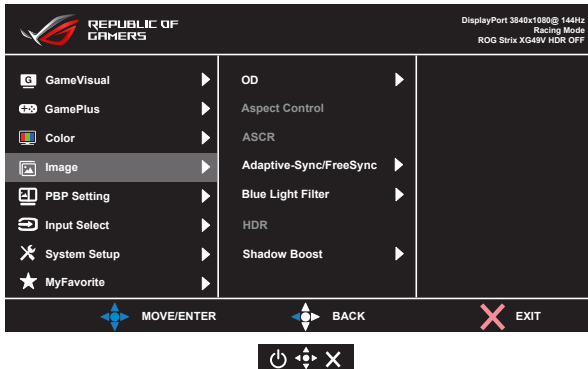 REPUBLIC OF
GAMERS
DisplayPort 3840x1080@ 144Hz
Racing Mode
ROG Strix XG49V HDR OFF
G GameVisual
GamePlus
Color
Image
PBP Setting
Input Select
System Setup
MyFavorite
OD
Aspect Control
ASCR
Adaptive-Sync/FreeSync
Blue Light Filter
HDR
Shadow Boost
MOVE/ENTER
BACK
EXIT